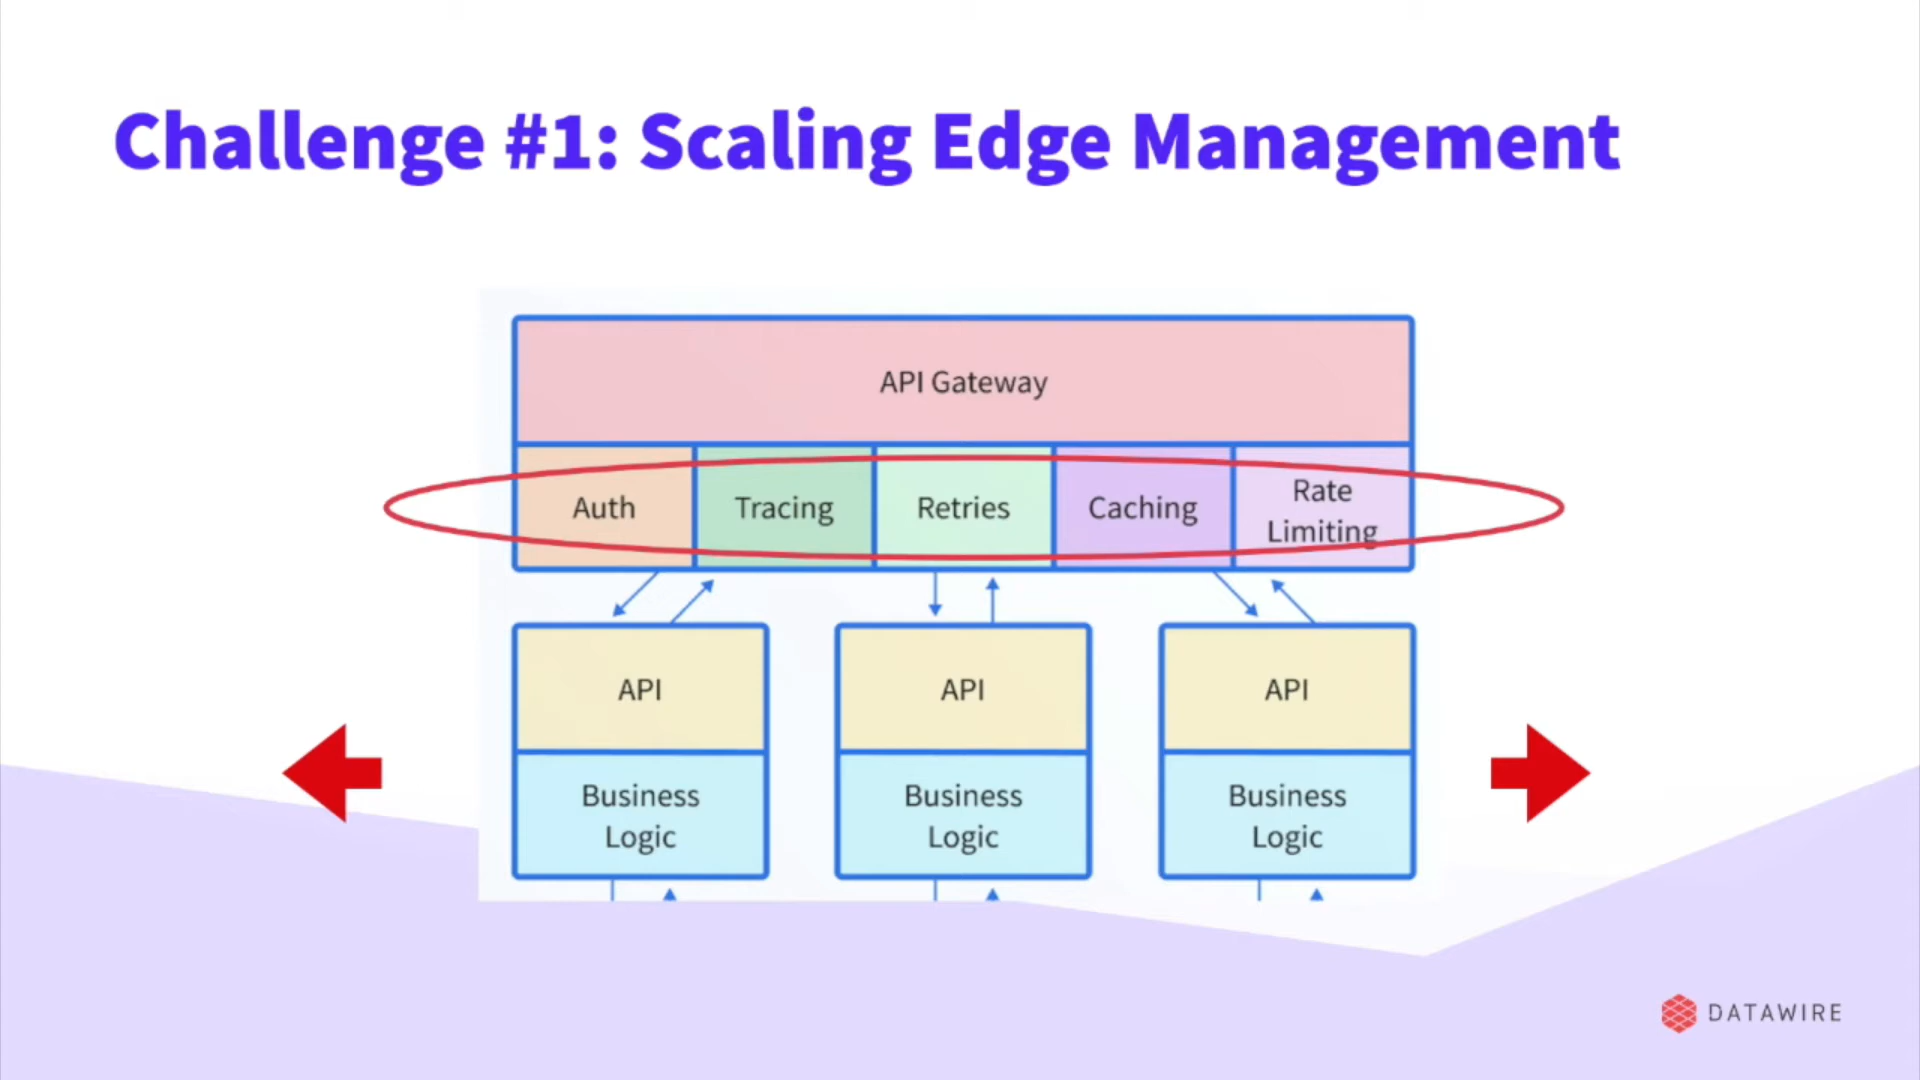 Challenge #1: Scaling Edge Management
API Gateway
Auth
Tracing
Retries
Caching
Rate
Limiting
API
API
API
Business
Logic
Business
Logic
Business
Logic
DATAWIRE